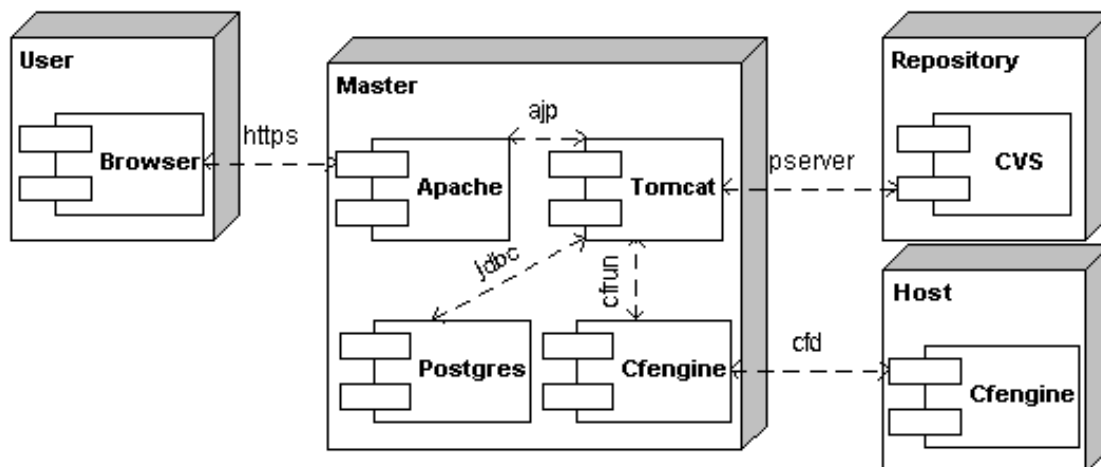 User
Browser
https
Master
ajp
Apache
Tomcat
jdbc
cfrun
Postgres
Cfengine
pserver
Repository
CVS
cfd
Host
Cfengine